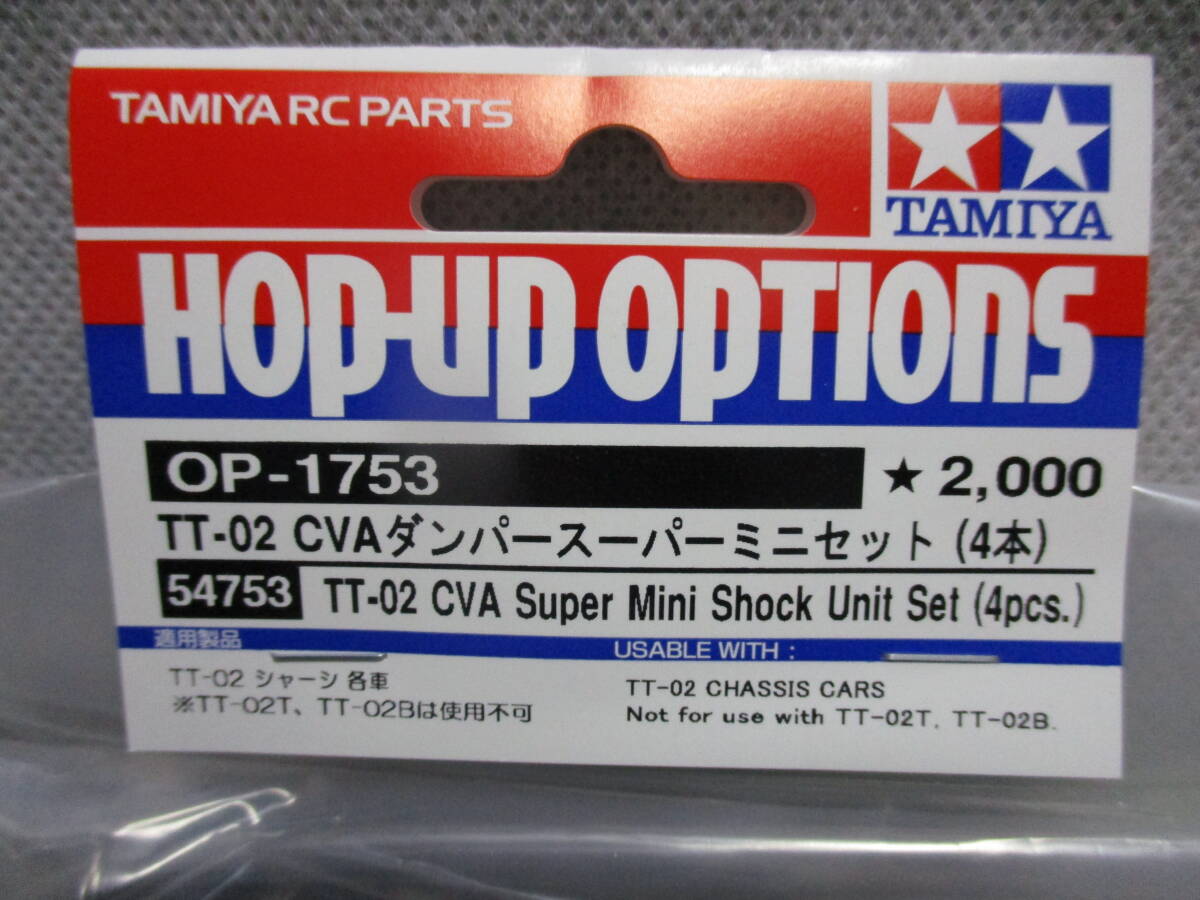 TAMIYA RC PARTS
TAMIYA
HOP-UP OPTIONS
OP-1753 ★ 2,000
TT-02 CVAダンパースーパーミニセット (4本)
54753 TT-02 CVA Super Mini Shock Unit Set (4pcs.)
適用製品 USABLE WITH :
TT-02 シャーシ 各車
※TT-02T、TT-02Bは使用不可
TT-02 CHASSIS CARS
Not for use with TT-02T, TT-02B.